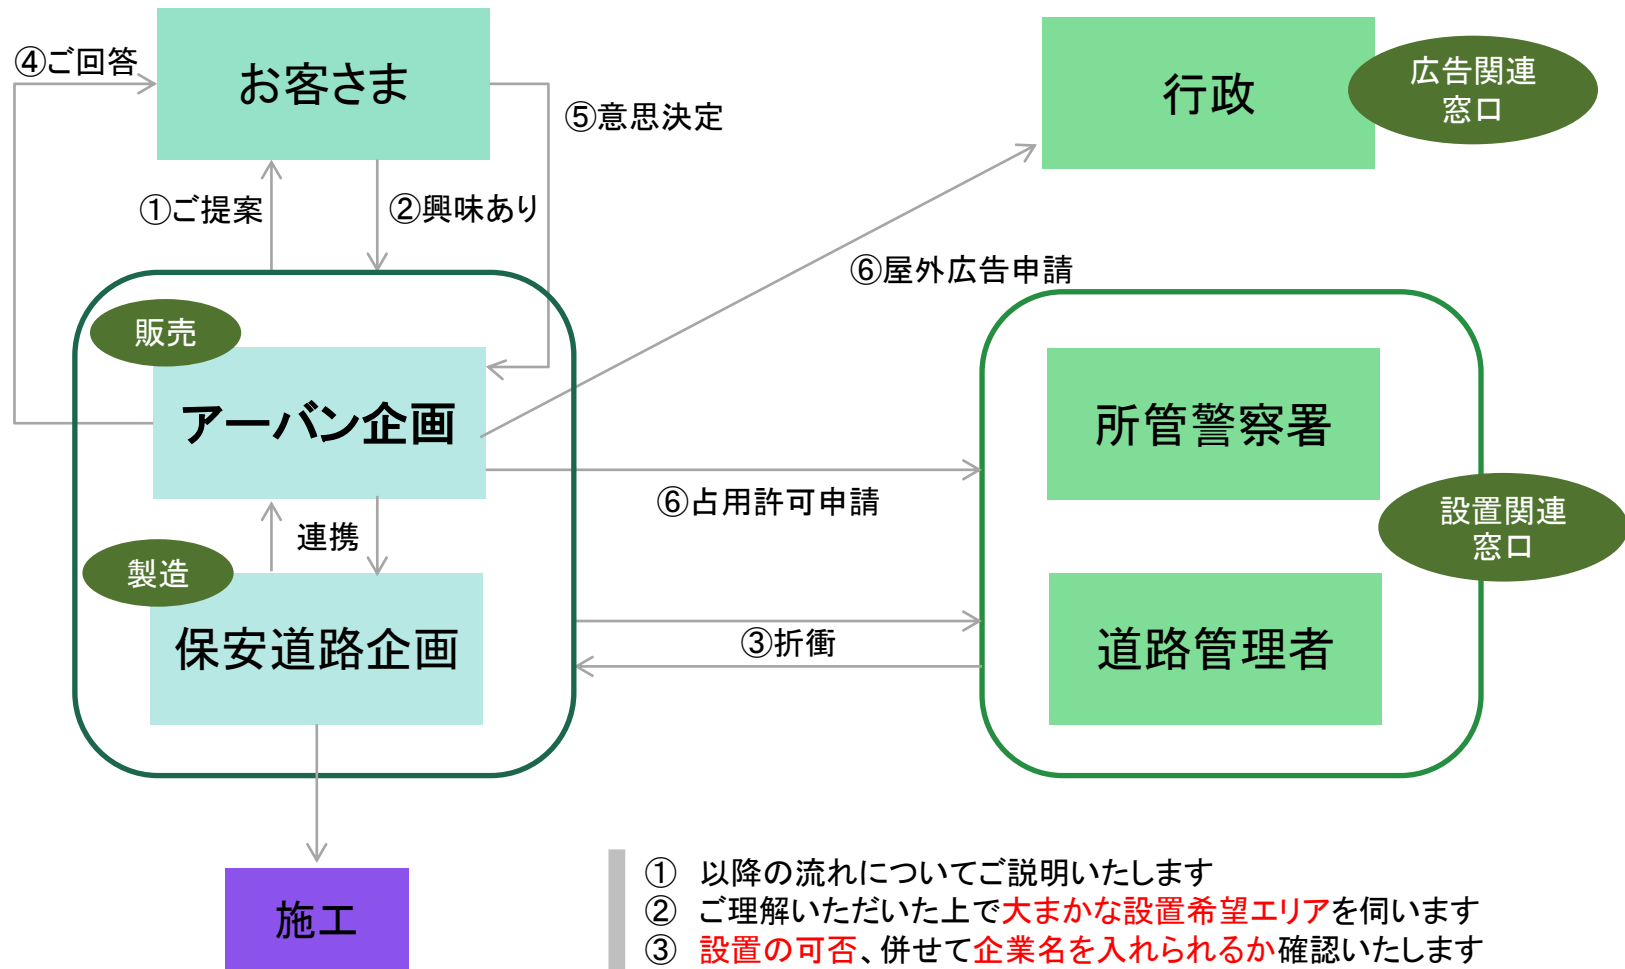 ④ご回答
お客さま
⑤意思決定
行政
広告関連
窓口
①ご提案
②興味あり
⑥屋外広告申請
販売
アーバン企画
所管警察署
⑥占用許可申請
設置関連
窓口
連携
製造
保安道路企画
③折衝
道路管理者
施工
① 以降の流れについてご説明いたします
② ご理解いただいた上で大まかな設置希望エリアを伺います
③ 設置の可否、併せて企業名を入れられるか確認いたします